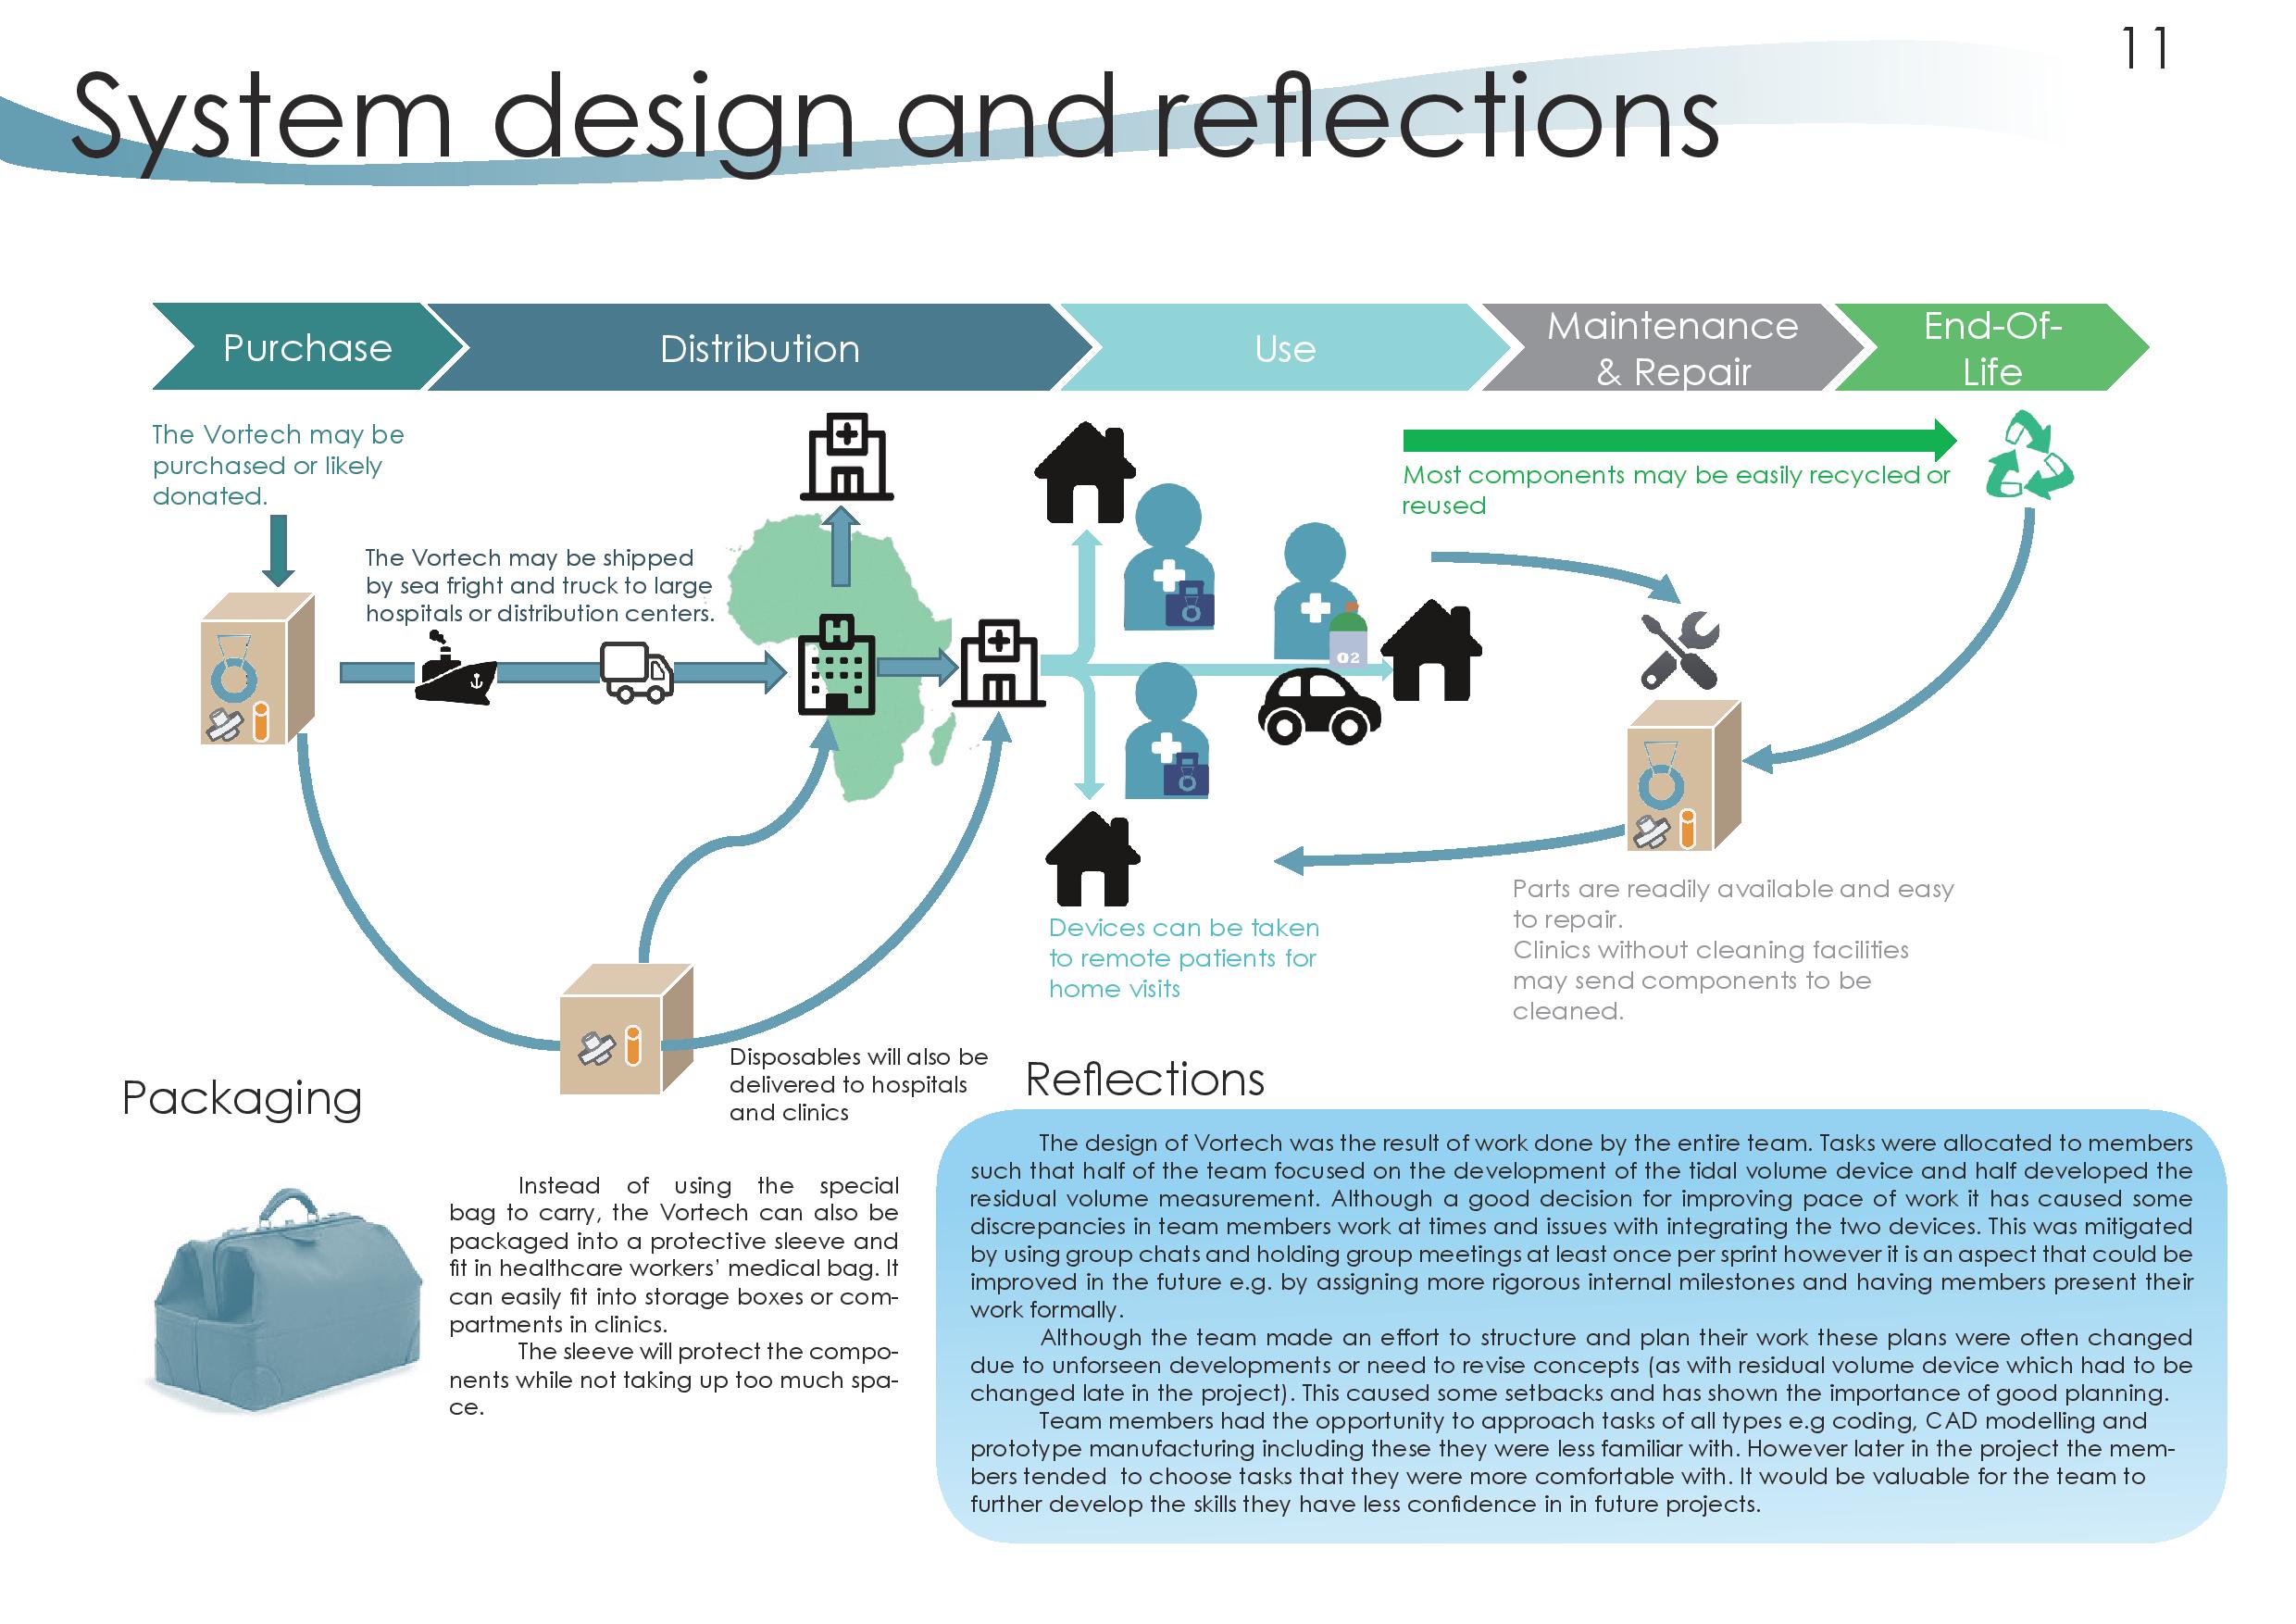 11
System design and reflections
Purchase
Distribution
Use
Maintenance
& Repair
End-Of-
Life
The Vortech may be
purchased or likely
donated.
The Vortech may be shipped
by sea fright and truck to large
hospitals or distribution centers.
H
O2
Most components may be easily recycled or
reused
Devices can be taken
to remote patients for
home visits
Parts are readily available and easy
to repair.
Clinics without cleaning facilities
may send components to be
cleaned.
Disposables will also be
delivered to hospitals
and clinics
Packaging
Instead of using the special
bag to carry, the Vortech can also be
packaged into a protective sleeve and
fit in healthcare workers' medical bag. It
can easily fit into storage boxes or com-
partments in clinics.
The sleeve will protect the compo-
nents while not taking up too much spa-
ce.
Reflections
The design of Vortech was the result of work done by the entire team. Tasks were allocated to members
such that half of the team focused on the development of the tidal volume device and half developed the
residual volume measurement. Although a good decision for improving pace of work it has caused some
discrepancies in team members work at times and issues with integrating the two devices. This was mitigated
by using group chats and holding group meetings at least once per sprint however it is an aspect that could be
improved in the future e.g. by assigning more rigorous internal milestones and having members present their
work formally.
Although the team made an effort to structure and plan their work these plans were often changed
due to unforseen developments or need to revise concepts (as with residual volume device which had to be
changed late in the project). This caused some setbacks and has shown the importance of good planning.
Team members had the opportunity to approach tasks of all types e.g coding, CAD modelling and
prototype manufacturing including these they were less familiar with. However later in the project the mem-
bers tended to choose tasks that they were more comfortable with. It would be valuable for the team to
further develop the skills they have less confidence in in future projects.